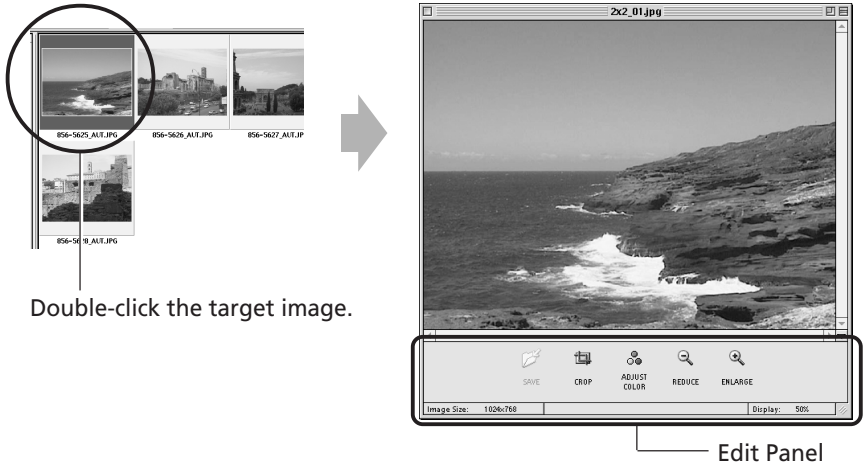 856-5625_AUT.JPG 856-5626_AUT.JPG 856-5627_AUT.JP
856-5628_AUT.JPG
Double-click the target image.
2x2_01.jpg
SAVE CROP ADJUST COLOR REDUCE ENLARGE
Image Size: 1024x768 Display: 50%
Edit Panel